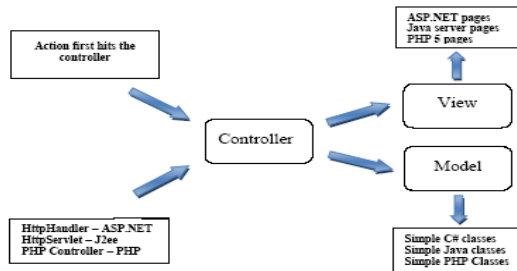 ASP.NET pages
Java server pages
PHP 5 pages
Action first hits the
controller
View
Controller
Model
HttpHandler – ASP.NET
HttpServlet – J2ee
PHP Controller – PHP
Simple C# classes
Simple Java classes
Simple PHP Classes